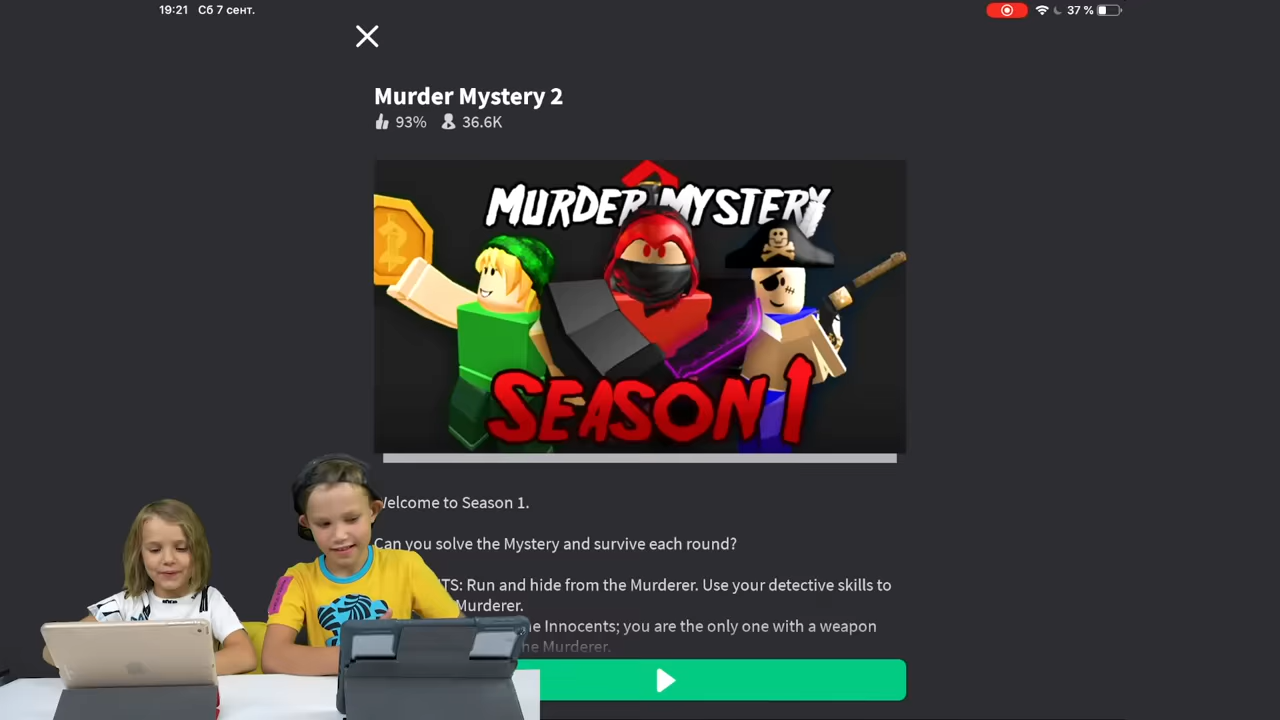 19:21 Сб 7 сент.
37 %
Murder Mystery 2
93% 36.6K
MURDER MYSTERY
SEASON 1
Welcome to Season 1.
Can you solve the Mystery and survive each round?
TS: Run and hide from the Murderer. Use your detective skills to
Murderer.
he Innocents; you are the only one with a weapon
he Murderer.